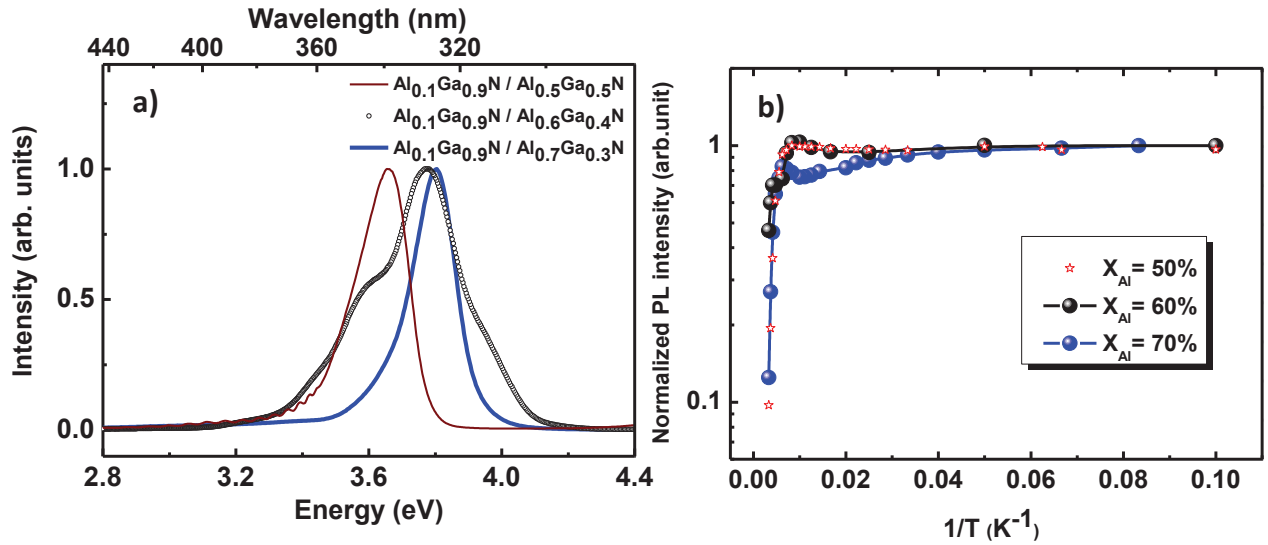 Wavelength (nm)
440 400 360 320
a)
Al0.1Ga0.9N / Al0.5Ga0.5N
Al0.1Ga0.9N / Al0.6Ga0.4N
Al0.1Ga0.9N / Al0.7Ga0.3N
Intensity (arb. units)
1.0
0.5
0.0
2.8 3.2 3.6 4.0 4.4
Energy (eV)
b)
Normalized PL intensity (arb.unit)
1
0.1
XAl = 50%
XAl = 60%
XAl = 70%
0.00 0.02 0.04 0.06 0.08 0.10
1/T (K-1)